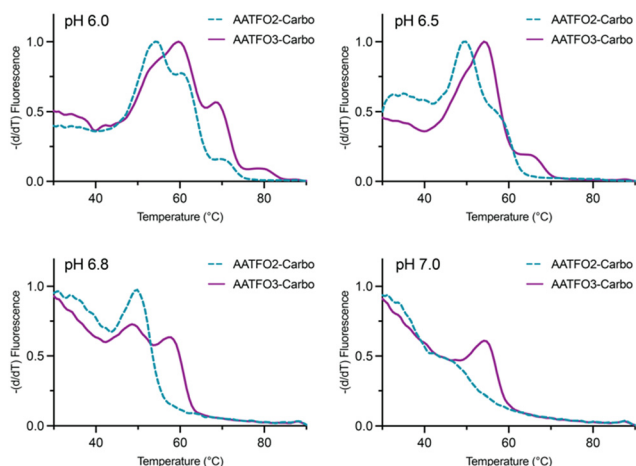 pH 6.0
AATFO2-Carbo
AATFO3-Carbo
-(d/dT) Fluorescence
1.0
0.5
0.0
40
60
80
Temperature (°C)
pH 6.5
AATFO2-Carbo
AATFO3-Carbo
-(d/dT) Fluorescence
1.0
0.5
0.0
40
60
80
Temperature (°C)
pH 6.8
AATFO2-Carbo
AATFO3-Carbo
-(d/dT) Fluorescence
1.0
0.5
0.0
40
60
80
Temperature (°C)
pH 7.0
AATFO2-Carbo
AATFO3-Carbo
-(d/dT) Fluorescence
1.0
0.5
0.0
40
60
80
Temperature (°C)